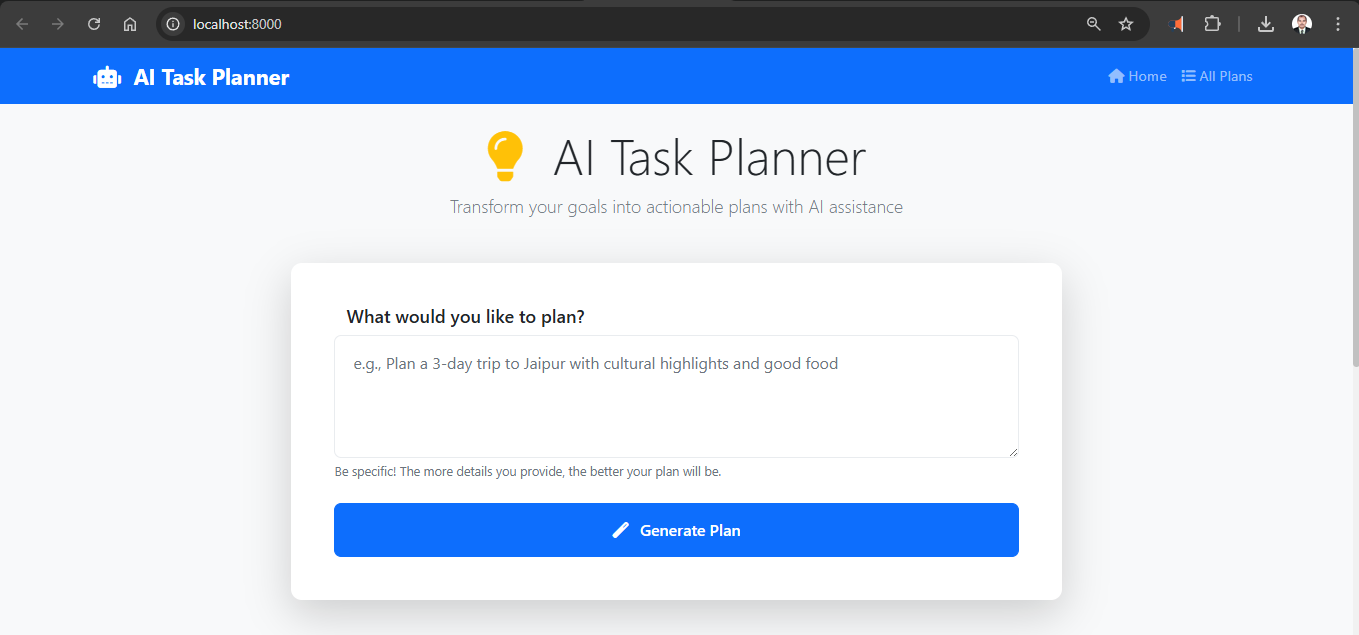 localhost:8000
AI Task Planner
Home
All Plans
AI Task Planner
Transform your goals into actionable plans with AI assistance
What would you like to plan?
e.g., Plan a 3-day trip to Jaipur with cultural highlights and good food
Be specific! The more details you provide, the better your plan will be.
Generate Plan